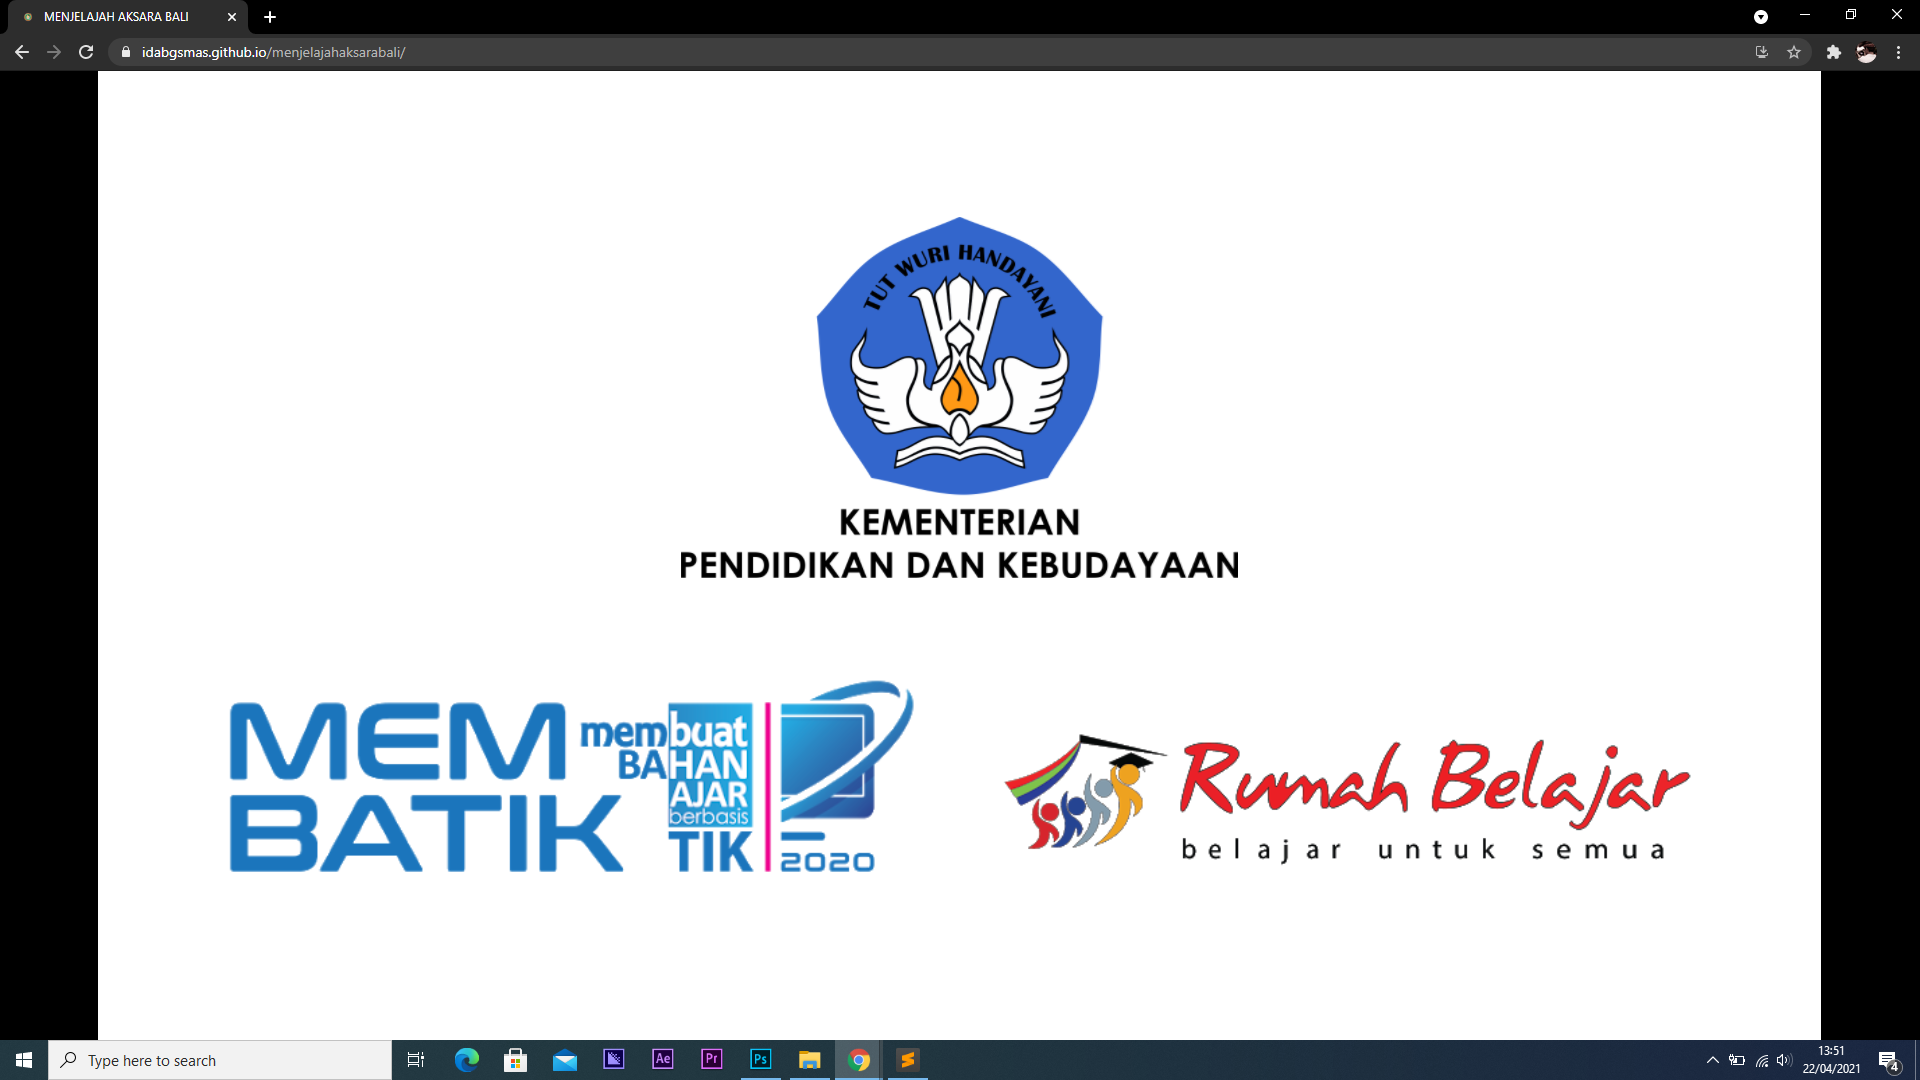 MENJELAJAH AKSARA BALI
idabgsmas.github.io/menjelajahaksarabali/
TUT WURI HANDAYANI
KEMENTERIAN
PENDIDIKAN DAN KEBUDAYAAN
MEM
BATIK
membuat
BAHAN
AJAR
berbasis
TIK
2020
Rumah Belajar
belajar untuk semua
Type here to search
Ae
Pr
Ps
13:51
22/04/2021
4